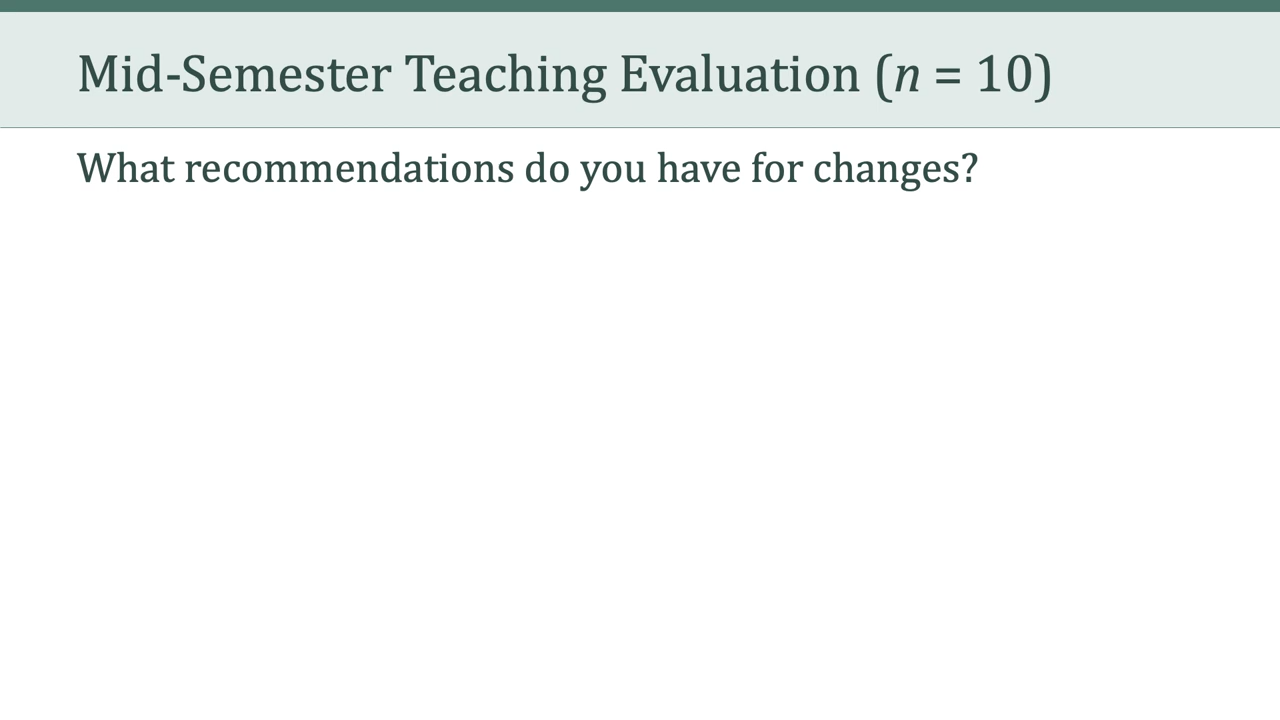 Mid-Semester Teaching Evaluation (n = 10)
What recommendations do you have for changes?